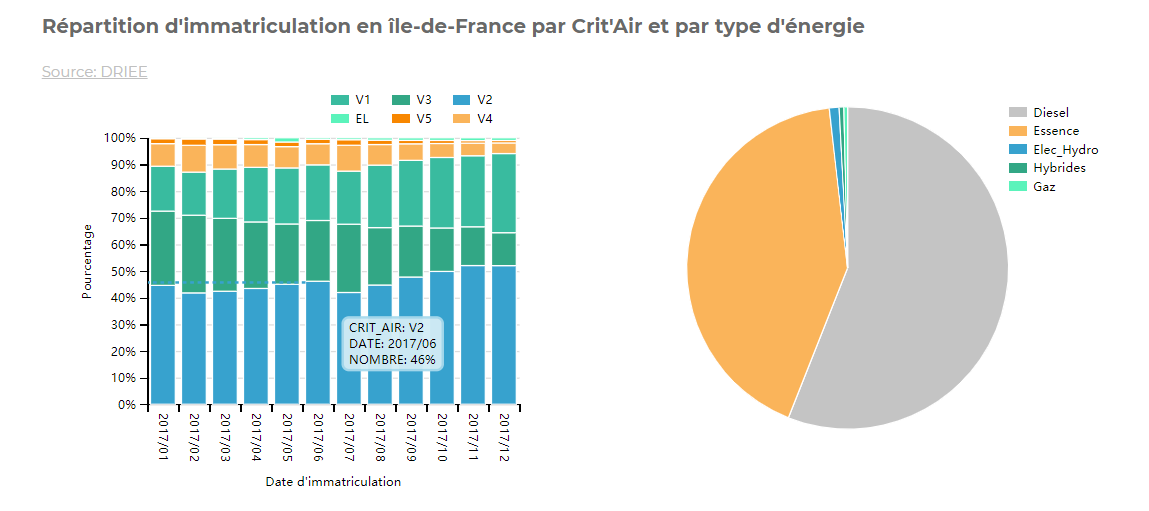 Répartition d'immatriculation en île-de-France par Crit'Air et par type d'énergie
Source: DRIEE
V1 V3 V2
EL V5 V4
100%
90%
80%
70%
60%
50%
40%
30%
20%
10%
0%
Pourcentage
CRIT_AIR: V2
DATE: 2017/06
NOMBRE: 46%
2017/01
2017/02
2017/03
2017/04
2017/05
2017/06
2017/07
2017/08
2017/09
2017/10
2017/11
2017/12
Date d'immatriculation
Diesel
Essence
Elec_Hydro
Hybrides
Gaz